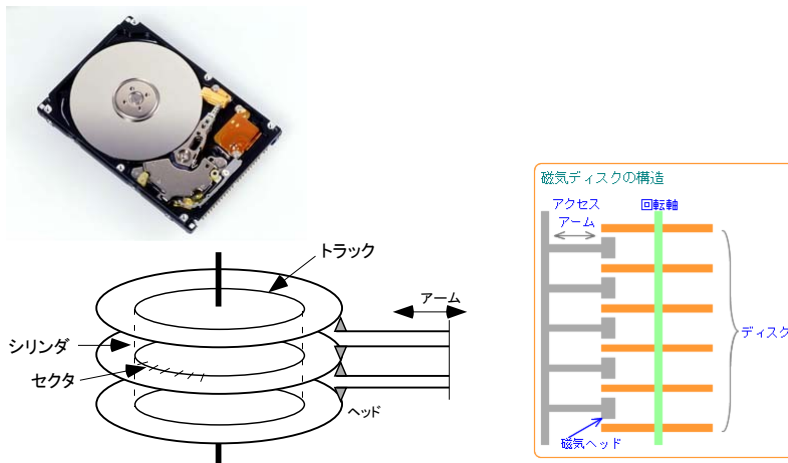 トラック
アーム
シリンダ
セクタ
ヘッド
磁気ディスクの構造
アクセス
アーム
回転軸
ディスク
磁気ヘッド